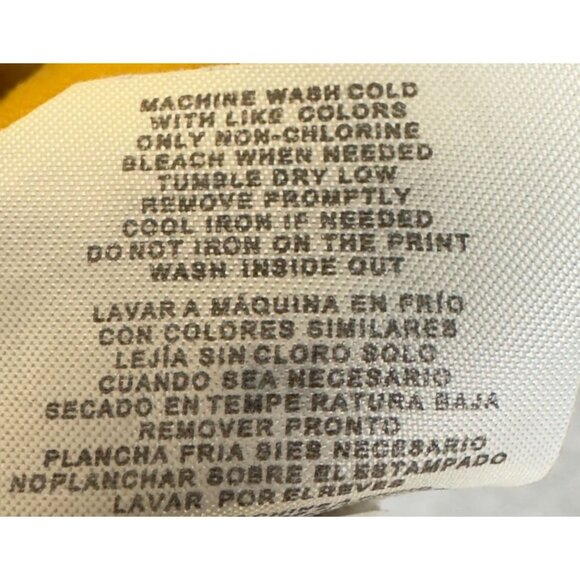 MACHINE WASH COLD
WITH LIKE COLORS
ONLY NON-CHLORINE
BLEACH WHEN NEEDED
TUMBLE DRY LOW
REMOVE PROMPTLY
COOL IRON IF NEEDED
DO NOT IRON ON THE PRINT
WASH INSIDE OUT
LAVAR A MÁQUINA EN FRÍO
CON COLORES SIMILARES
LEJÍA SIN CLORO SOLO
CUANDO SEA NECESARIO
SECADO EN TEMPE RATURA BAJA
REMOVER PRONTO
PLANCHA FRIA SIES NECESARIO
NOPLANCHAR SOBRE EL ESTAMPADO
LAVAR POR ELREVES